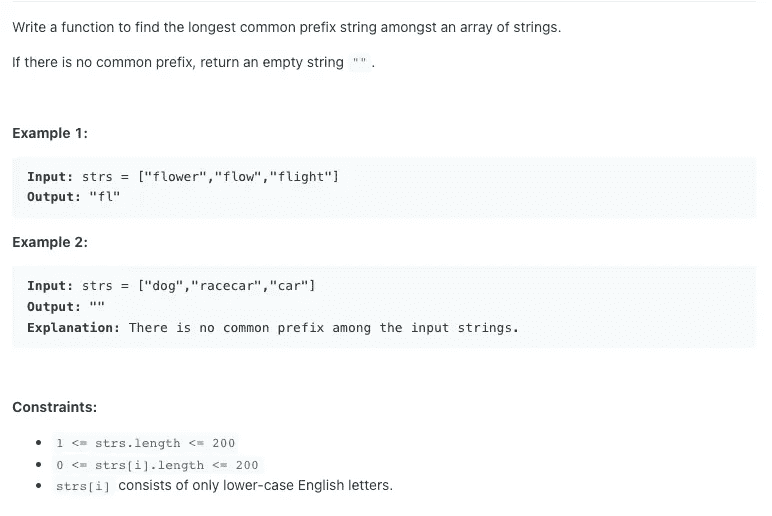 Write a function to find the longest common prefix string amongst an array of strings.
If there is no common prefix, return an empty string "" .
Example 1:
Input: strs = ["flower","flow","flight"]
Output: "fl"
Example 2:
Input: strs = ["dog","racecar","car"]
Output: ""
Explanation: There is no common prefix among the input strings.
Constraints:
• 1 <= strs.length <= 200
• 0 <= strs[i].length <= 200
• strs[i] consists of only lower-case English letters.